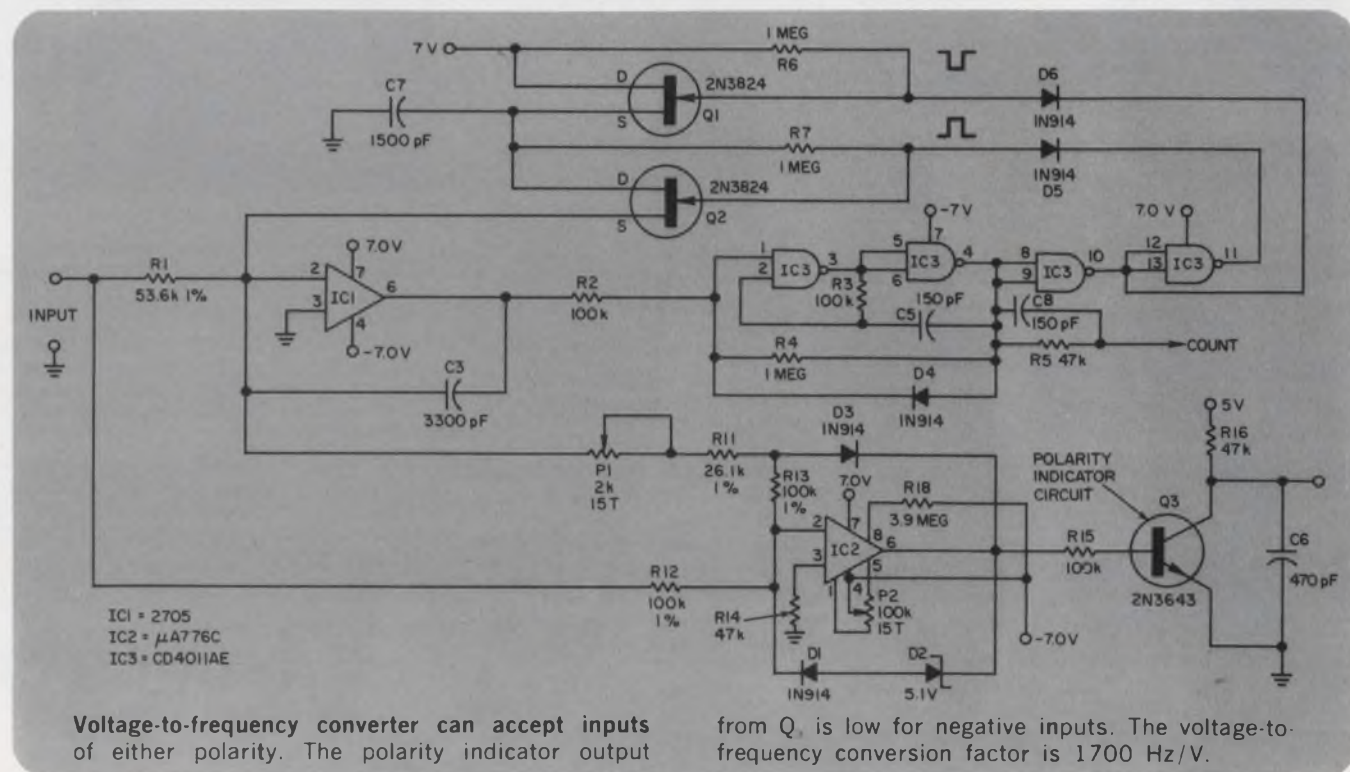 1 MEG
R6
7 V
D
2N3824
Q1
S
C7
1500 pF
D6
1N914
R7
1 MEG
1N914
D5
D
2N3824
Q2
S
-7V
7.0 V
INPUT
R1
53.6k 1%
7.0V
2
7
IC1
6
3
4
-7.0V
R2
100k
1
2
IC3
3
5
6
7
IC3
4
8
9
IC3
10
12
13
IC3
11
R3
100k
150 pF
C5
C8
150 pF
R4
1 MEG
R5 47k
COUNT
D4
1N914
C3
3300 pF
P1
2k
15T
R11
26.1k
1%
D3
1N914
R13
100k
1%
7.0V
R18
3.9 MEG
2
7
8
6
IC2
3
5
1
4
P2
100k
15T
R12
100k
1%
R14
47k
-7.0V
D1
1N914
D2
5.1V
R15
100k
POLARITY
INDICATOR
CIRCUIT
Q3
2N3643
5V
R16
47k
C6
470 pF
IC1 = 2705
IC2 = μA776C
IC3 = CD4011AE
Voltage-to-frequency converter can accept inputs
of either polarity. The polarity indicator output
from Q3 is low for negative inputs. The voltage-to-
frequency conversion factor is 1700 Hz/V.